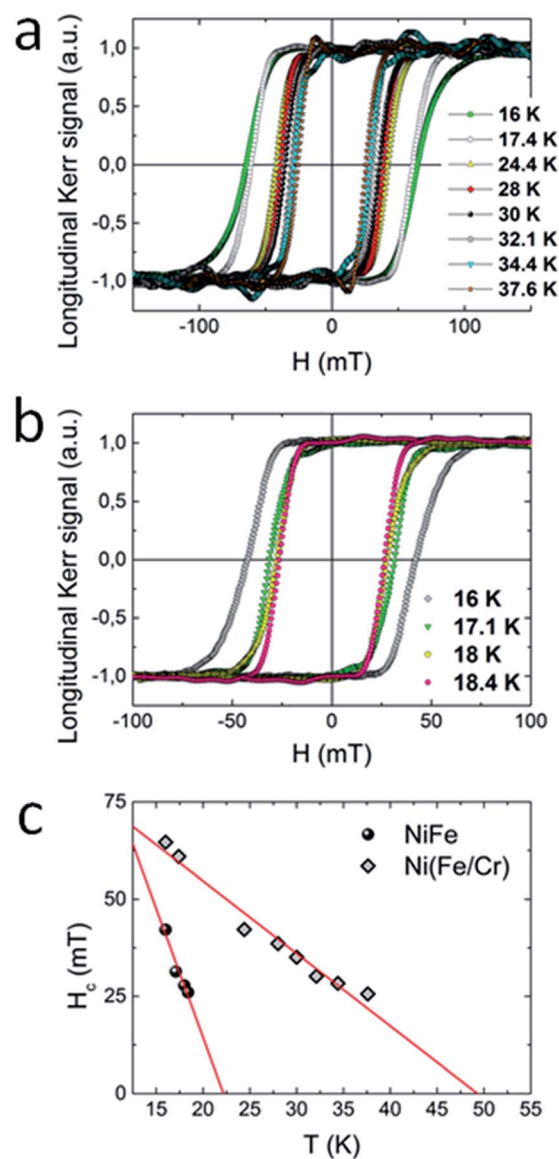 a
Longitudinal Kerr signal (a.u.)
1,0
0,5
0,0
-0,5
-1,0
16 K
17.4 K
24.4 K
28 K
30 K
32.1 K
34.4 K
37.6 K
-100 0 100
H (mT)
b
Longitudinal Kerr signal (a.u.)
1,0
0,5
0,0
-0,5
-1,0
16 K
17.1 K
18 K
18.4 K
-100 -50 0 50 100
H (mT)
c
H_c (mT)
75
50
25
0
NiFe
Ni(Fe/Cr)
15 20 25 30 35 40 45 50 55
T (K)